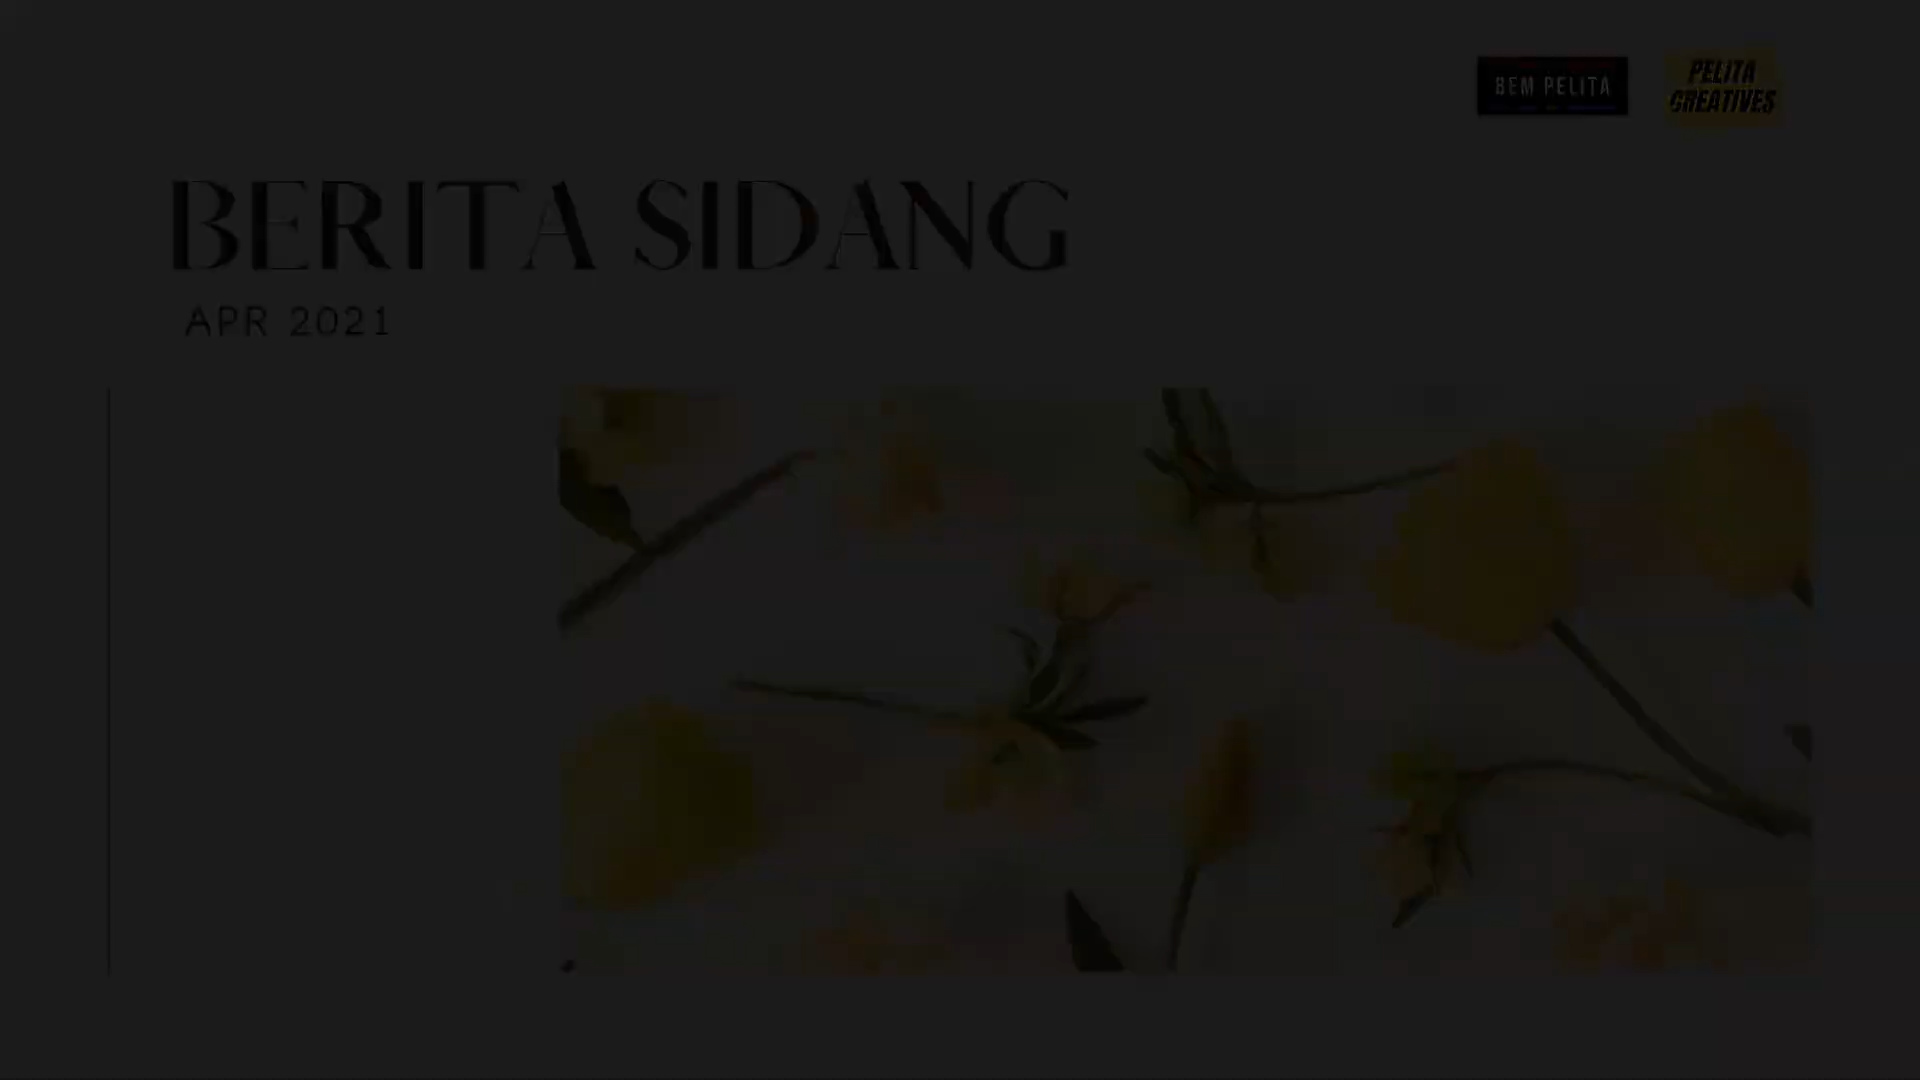 BEM PELITA
PELITA
CREATIVES
BERITA SIDANG
APR 2021